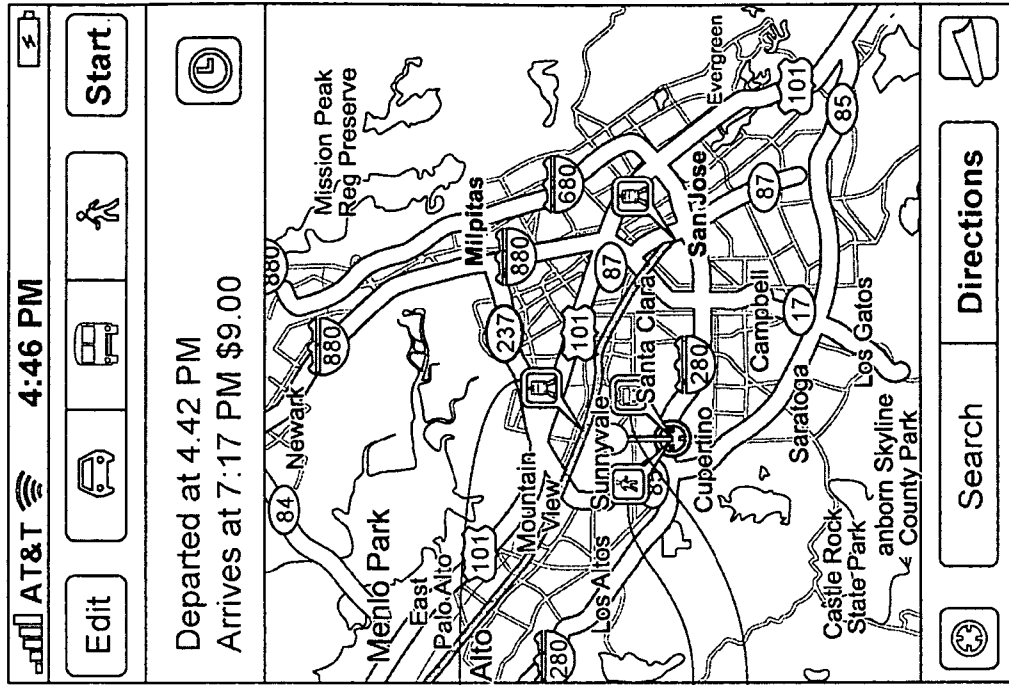 AT&T 4:46 PM
Edit Start
Departed at 4.42 PM
Arrives at 7:17 PM $9.00
880
Mission Peak
Reg Preserve
Newark
84
880
Milpitas
680
Menlo Park
237
880
East
Palo Alto
101
Mountain
View
101
87
Alto
Sunnyvale
Santa Clara
San Jose
Evergreen
101
Los Altos
280
85
280
87
85
Cupertino
Campbell
17
Saratoga
Los Gatos
Castle Rock
State Park
anborn Skyline
County Park
Search Directions